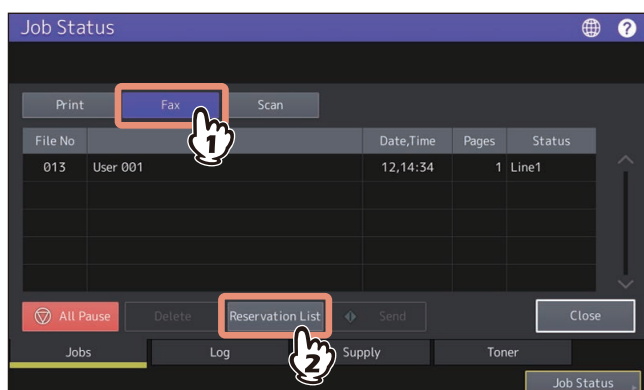 Job Status
?
Print Fax Scan
1
File No Date,Time Pages Status
013 User 001 12,14:34 1 Line1
All Pause Delete Reservation List Send Close
2
Jobs Log Supply Toner
Job Status